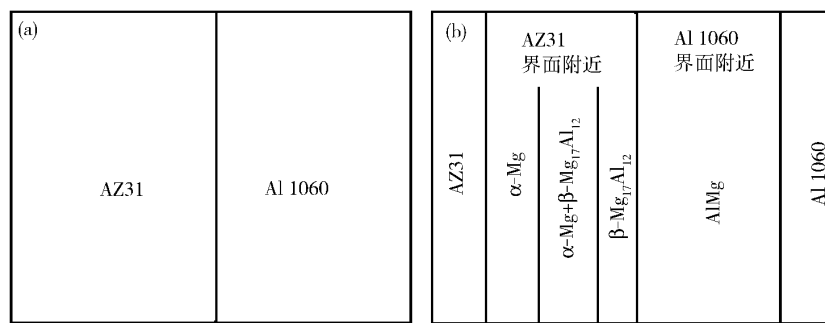 (a)
AZ31
Al 1060
(b)
AZ31
界面附近
Al 1060
界面附近
AZ31
α-Mg
α-Mg+β-Mg₁₇Al₁₂
β-Mg₁₇Al₁₂
AlMg
Al 1060